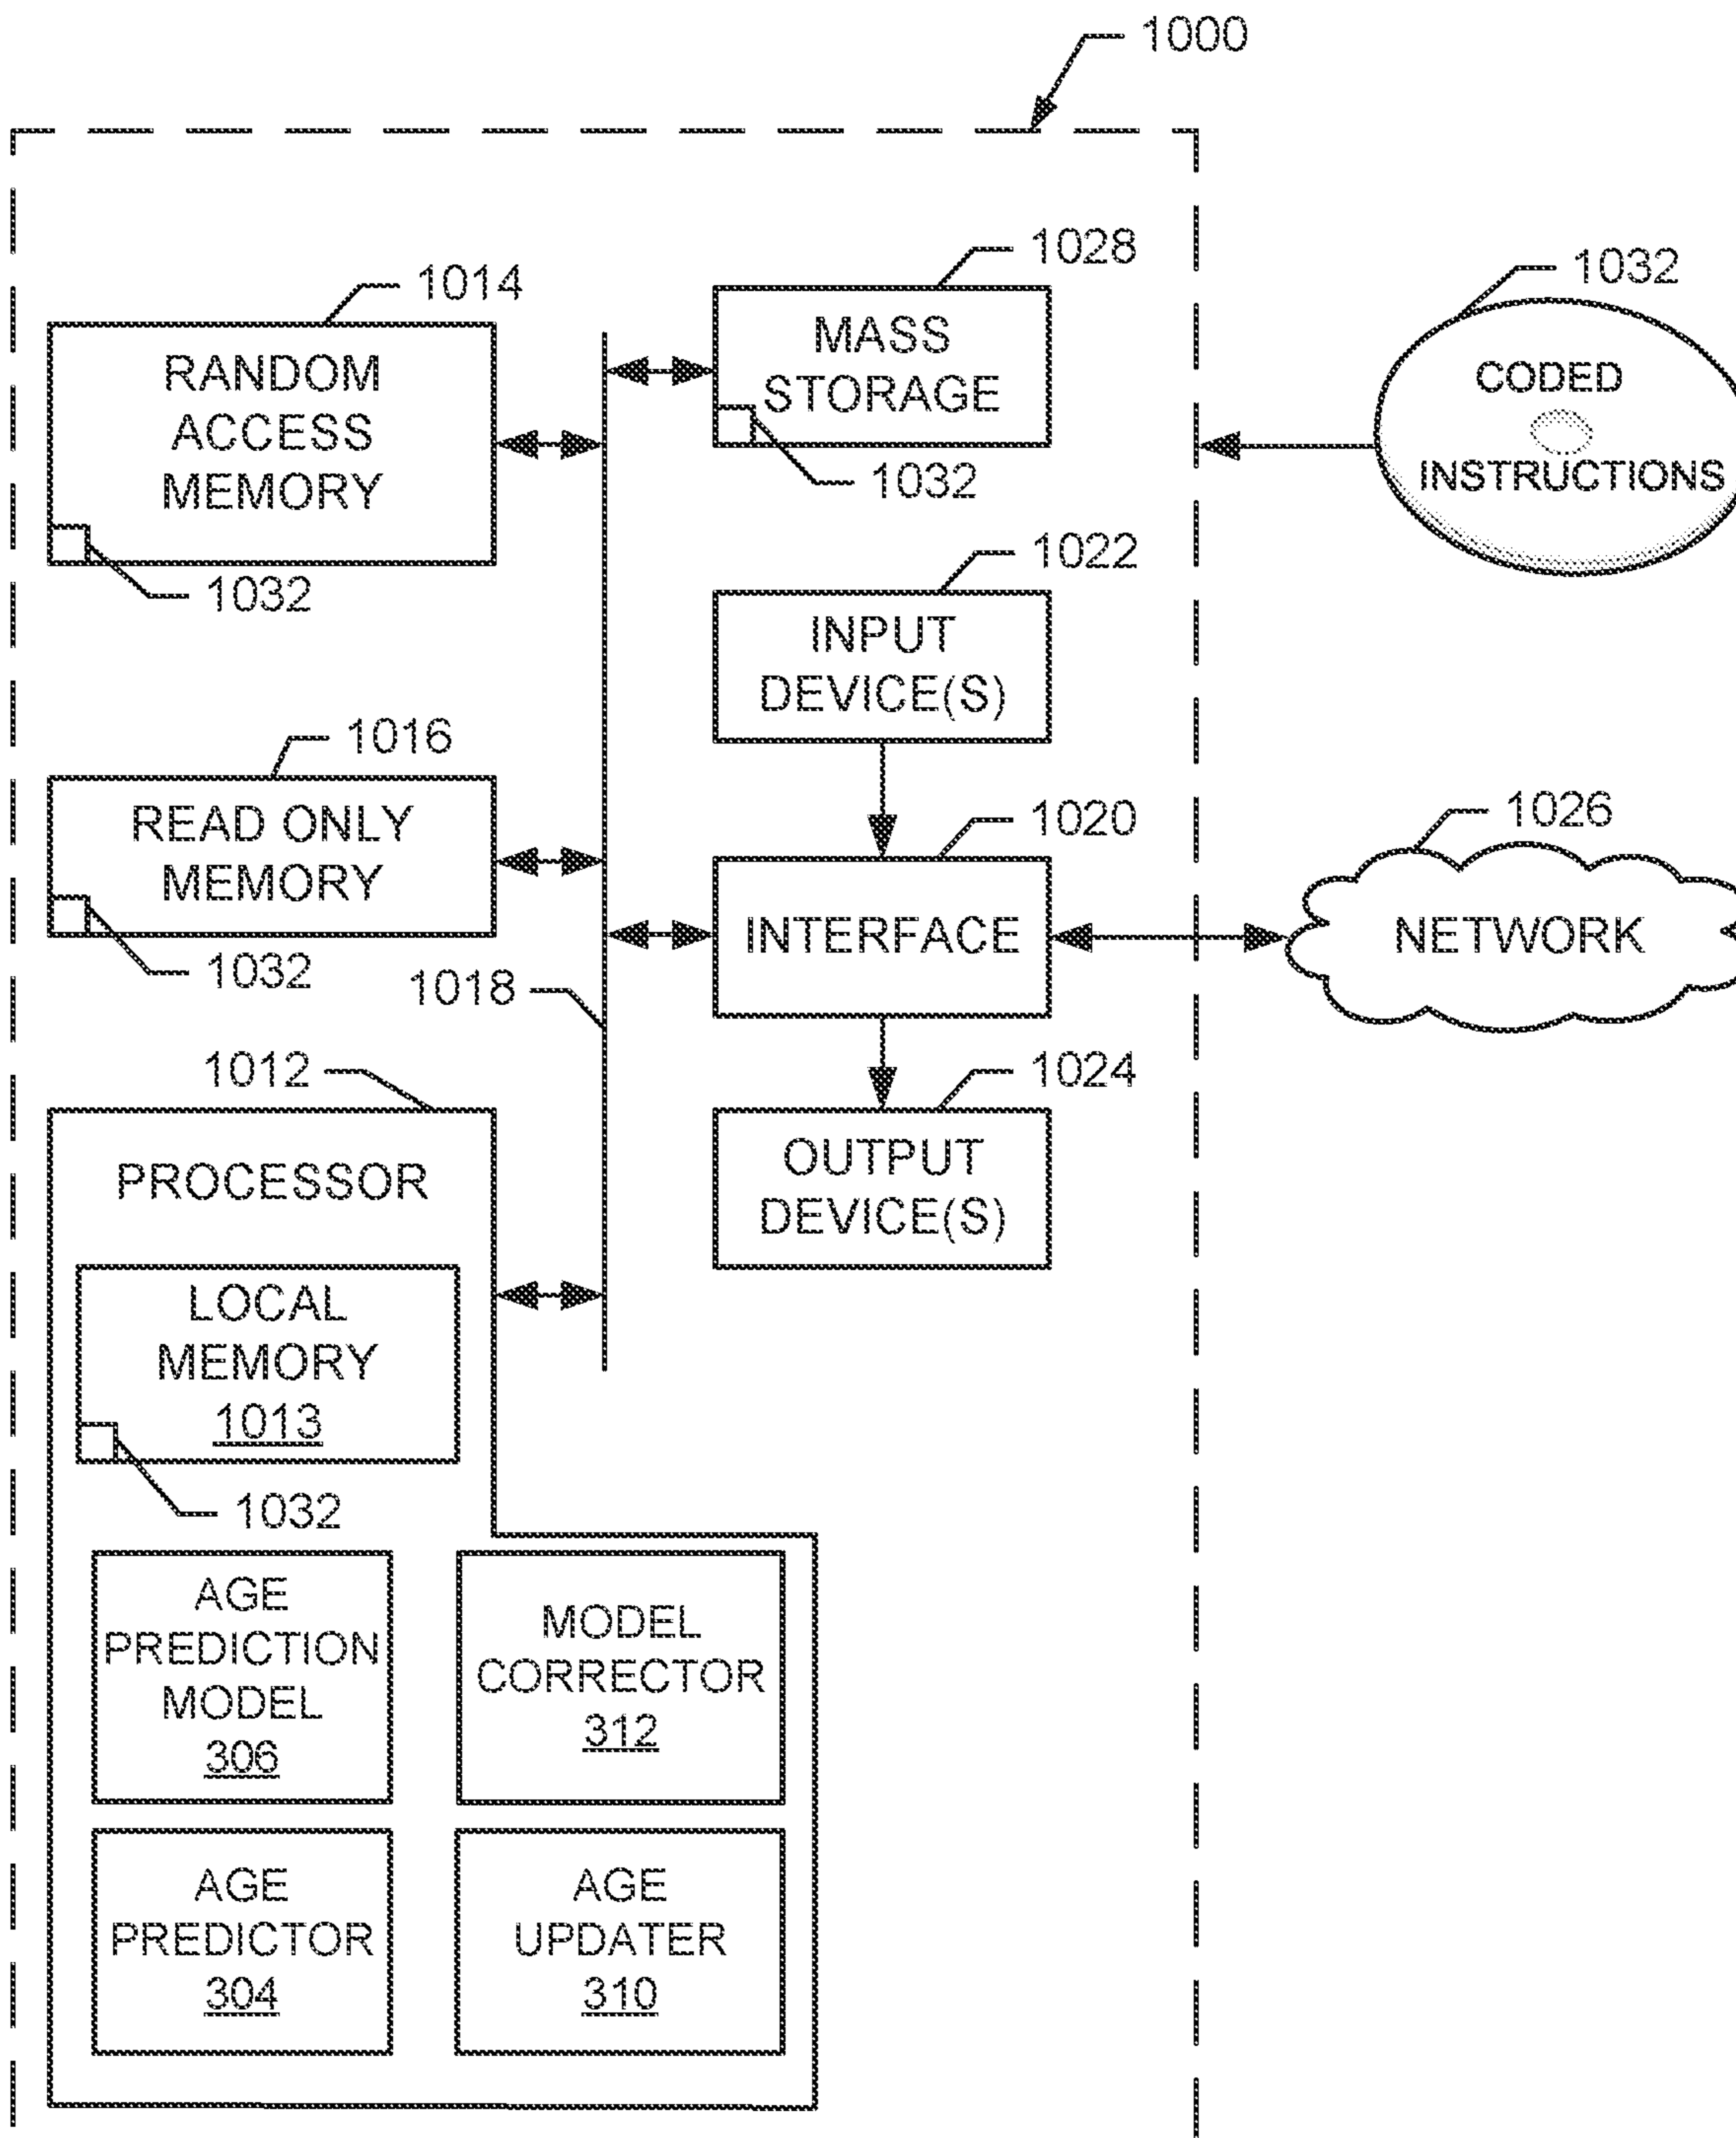 1000
1028
1014
1032
MASS
STORAGE
RANDOM
ACCESS
MEMORY
CODED
INSTRUCTIONS
1032
1022
1032
INPUT
DEVICE(S)
1016
1020
1026
READ ONLY
MEMORY
INTERFACE
NETWORK
1032
1018
1012
1024
PROCESSOR
OUTPUT
DEVICE(S)
LOCAL
MEMORY
1013
1032
AGE
PREDICTION
MODEL
306
MODEL
CORRECTOR
312
AGE
PREDICTOR
304
AGE
UPDATER
310